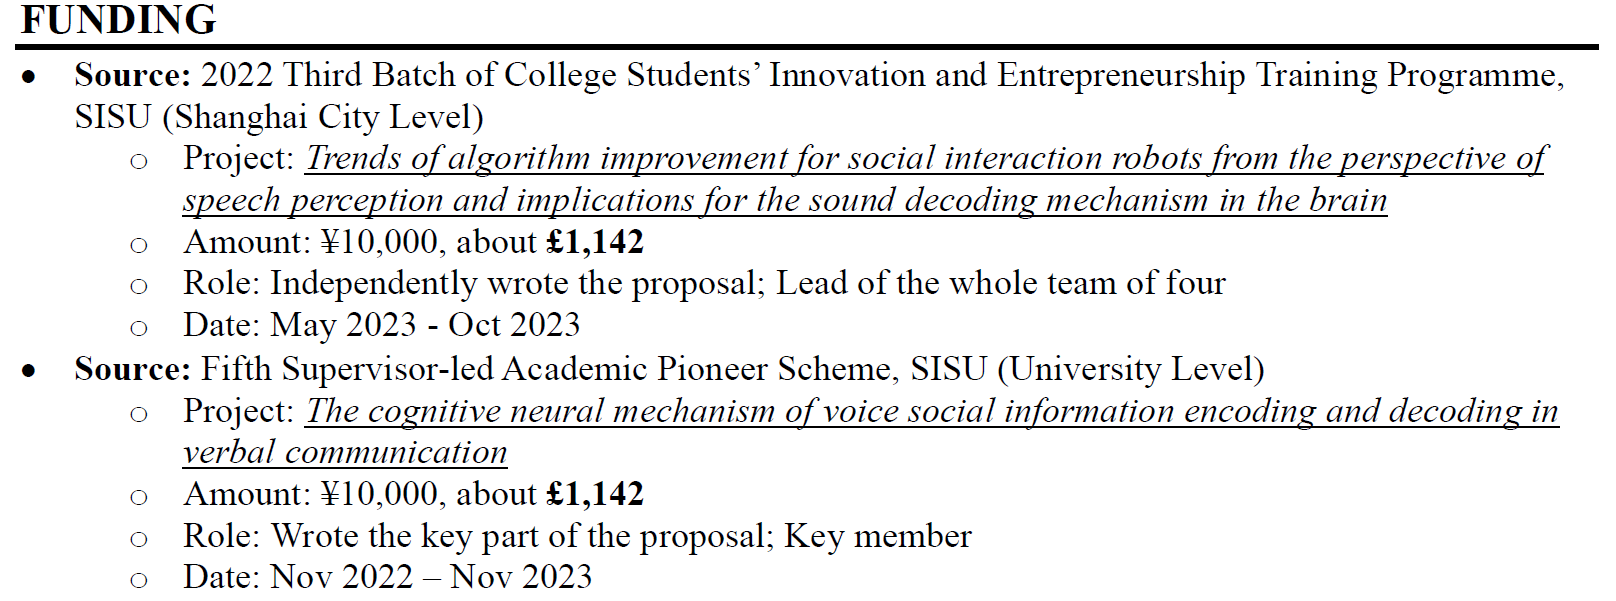 FUNDING
• Source: 2022 Third Batch of College Students’ Innovation and Entrepreneurship Training Programme,
SISU (Shanghai City Level)
○ Project: Trends of algorithm improvement for social interaction robots from the perspective of
speech perception and implications for the sound decoding mechanism in the brain
○ Amount: ¥10,000, about £1,142
○ Role: Independently wrote the proposal; Lead of the whole team of four
○ Date: May 2023 - Oct 2023
• Source: Fifth Supervisor-led Academic Pioneer Scheme, SISU (University Level)
○ Project: The cognitive neural mechanism of voice social information encoding and decoding in
verbal communication
○ Amount: ¥10,000, about £1,142
○ Role: Wrote the key part of the proposal; Key member
○ Date: Nov 2022 – Nov 2023